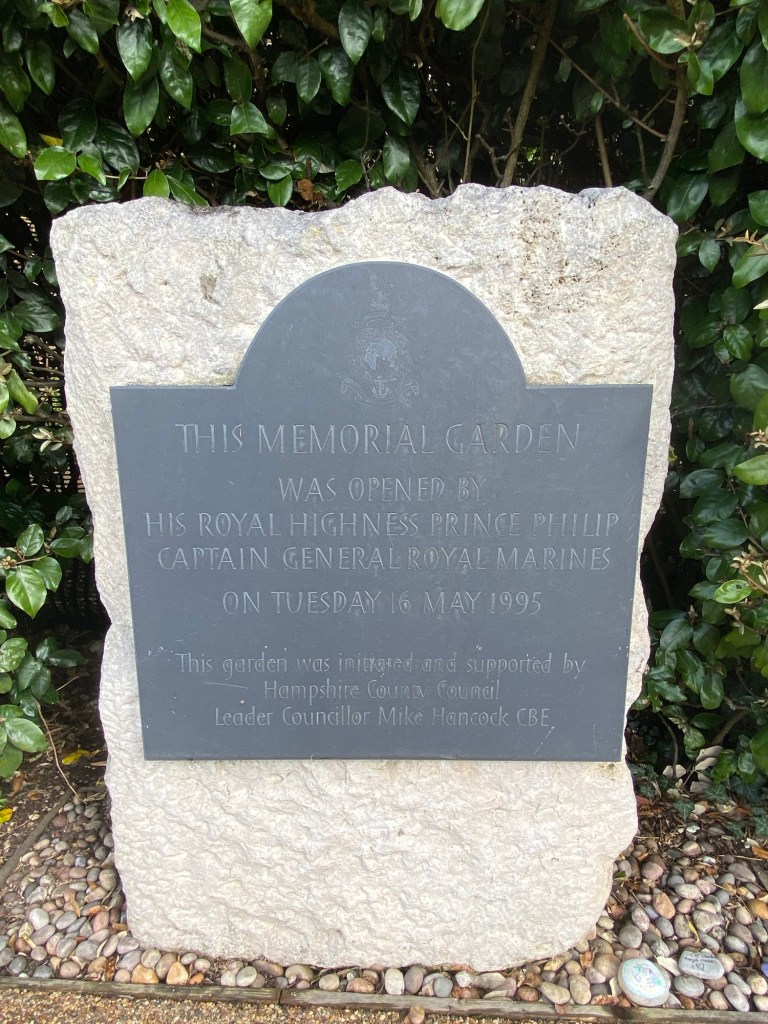 THIS MEMORIAL GARDEN
WAS OPENED BY
HIS ROYAL HIGHNESS PRINCE PHILIP
CAPTAIN GENERAL ROYAL MARINES
ON TUESDAY 16 MAY 1995
This garden was initiated and supported by
Hampshire County Council
Leader Councillor Mike Hancock CBE